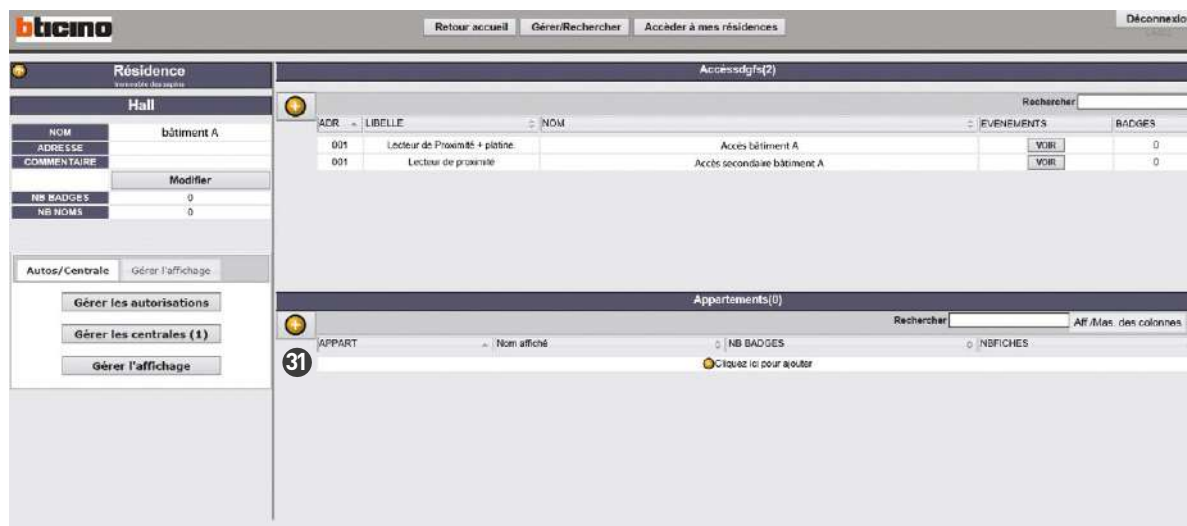 bticino
Retour accueil
Gérer/Rechercher
Accèder à mes résidences
Déconnexio
Résidence
Hall
NOM bâtiment A
ADRESSE
COMMENTAIRE
Modifier
NB BADGES 0
NB NOMS 0
Autos/Centrale Gérer l'affichage
Gérer les autorisations
Gérer les centrales (1)
Gérer l'affichage
Accèssdgfs(2)
Rechercher
ADR LIBELLE NOM EVENEMENTS BADGES
001 Lecteur de Proximité + platine Accès bâtiment A VOIR 0
001 Lecteur de proximité Accès secondaire bâtiment A VOIR 0
Appartements(0)
Rechercher Aff./Mas. des colonnes
APPART Nom affiché NB BADGES NBFICHES
31
Cliquez ici pour ajouter